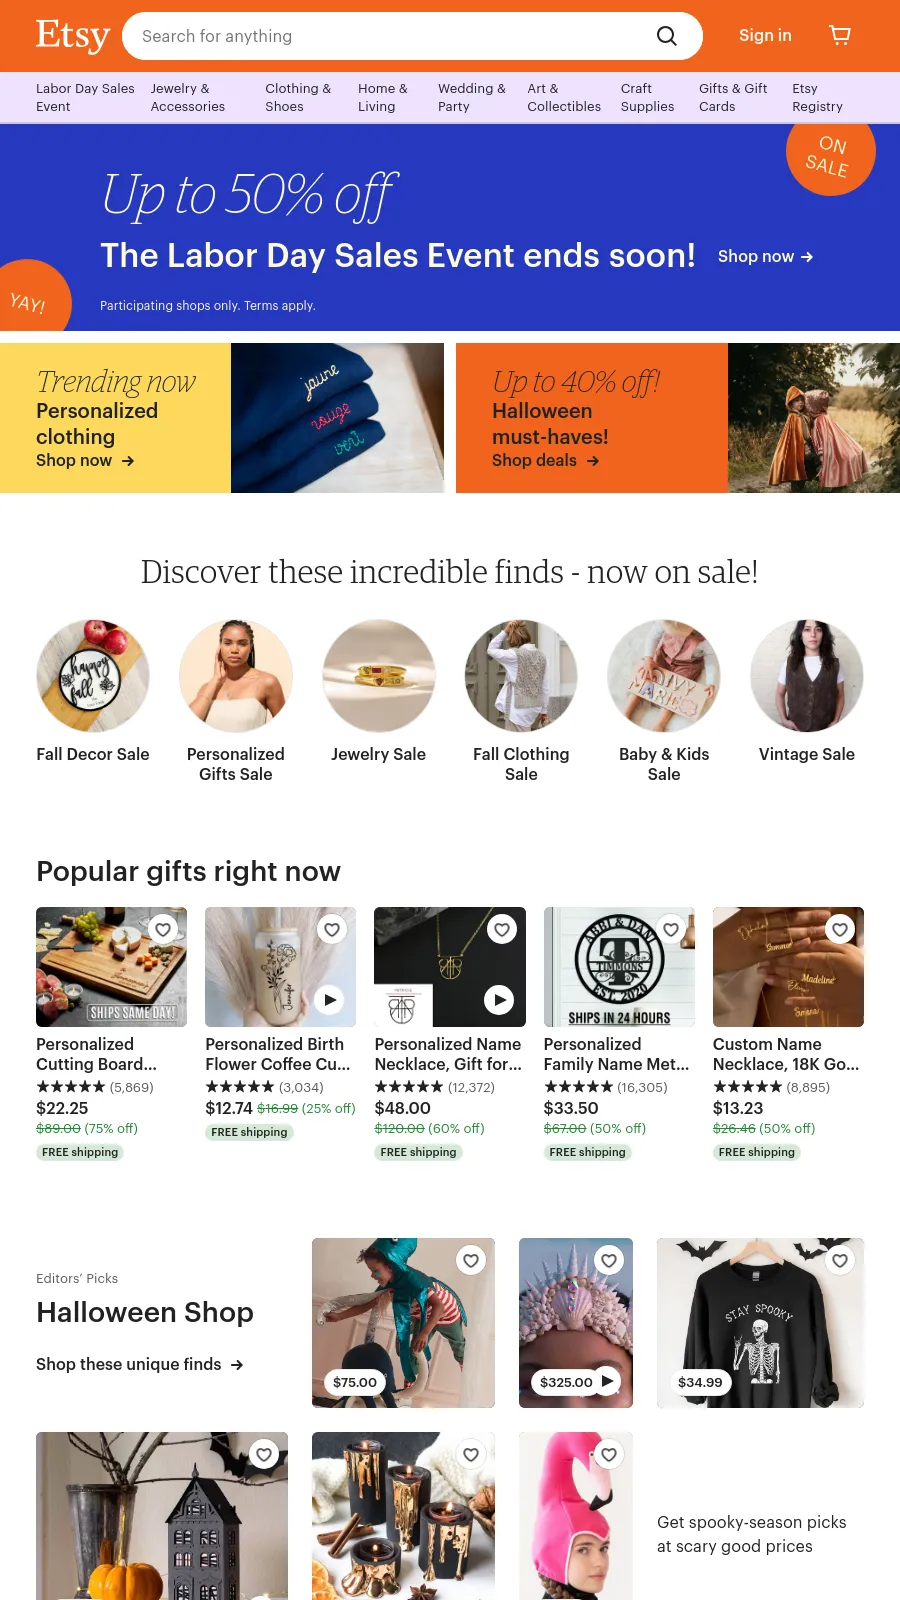 Etsy
Search for anything
Sign in
Labor Day Sales Event
Jewelry & Accessories
Clothing & Shoes
Home & Living
Wedding & Party
Art & Collectibles
Craft Supplies
Gifts & Gift Cards
Etsy Registry
ON SALE
Up to 50% off
The Labor Day Sales Event ends soon!
Shop now →
YAY!
Participating shops only. Terms apply.
Trending now
Personalized
clothing
Shop now →
jaune
rouge
vert
Up to 40% off!
Halloween
must-haves!
Shop deals →
Discover these incredible finds - now on sale!
happy fall
Fall Decor Sale
Personalized
Gifts Sale
Jewelry Sale
Fall Clothing
Sale
Baby & Kids
Sale
Vintage Sale
Popular gifts right now
SHIPS SAME DAY!
Personalized
Cutting Board...
(5,869)
$22.25
$89.00 (75% off)
FREE shipping
Jennifer
Personalized Birth
Flower Coffee Cu...
(3,034)
$12.74 $16.99 (25% off)
FREE shipping
Personalized Name
Necklace, Gift for...
(12,372)
$48.00
$120.00 (60% off)
FREE shipping
ABBI & DANI
T
TIMMONS
EST. 2020
SHIPS IN 24 HOURS
Personalized
Family Name Met...
(16,305)
$33.50
$67.00 (50% off)
FREE shipping
Summer
Madeline
Custom Name
Necklace, 18K Go...
(8,895)
$13.23
$26.46 (50% off)
FREE shipping
Editors’ Picks
Halloween Shop
Shop these unique finds →
$75.00
$325.00
STAY SPOOKY
$34.99
Get spooky-season picks
at scary good prices